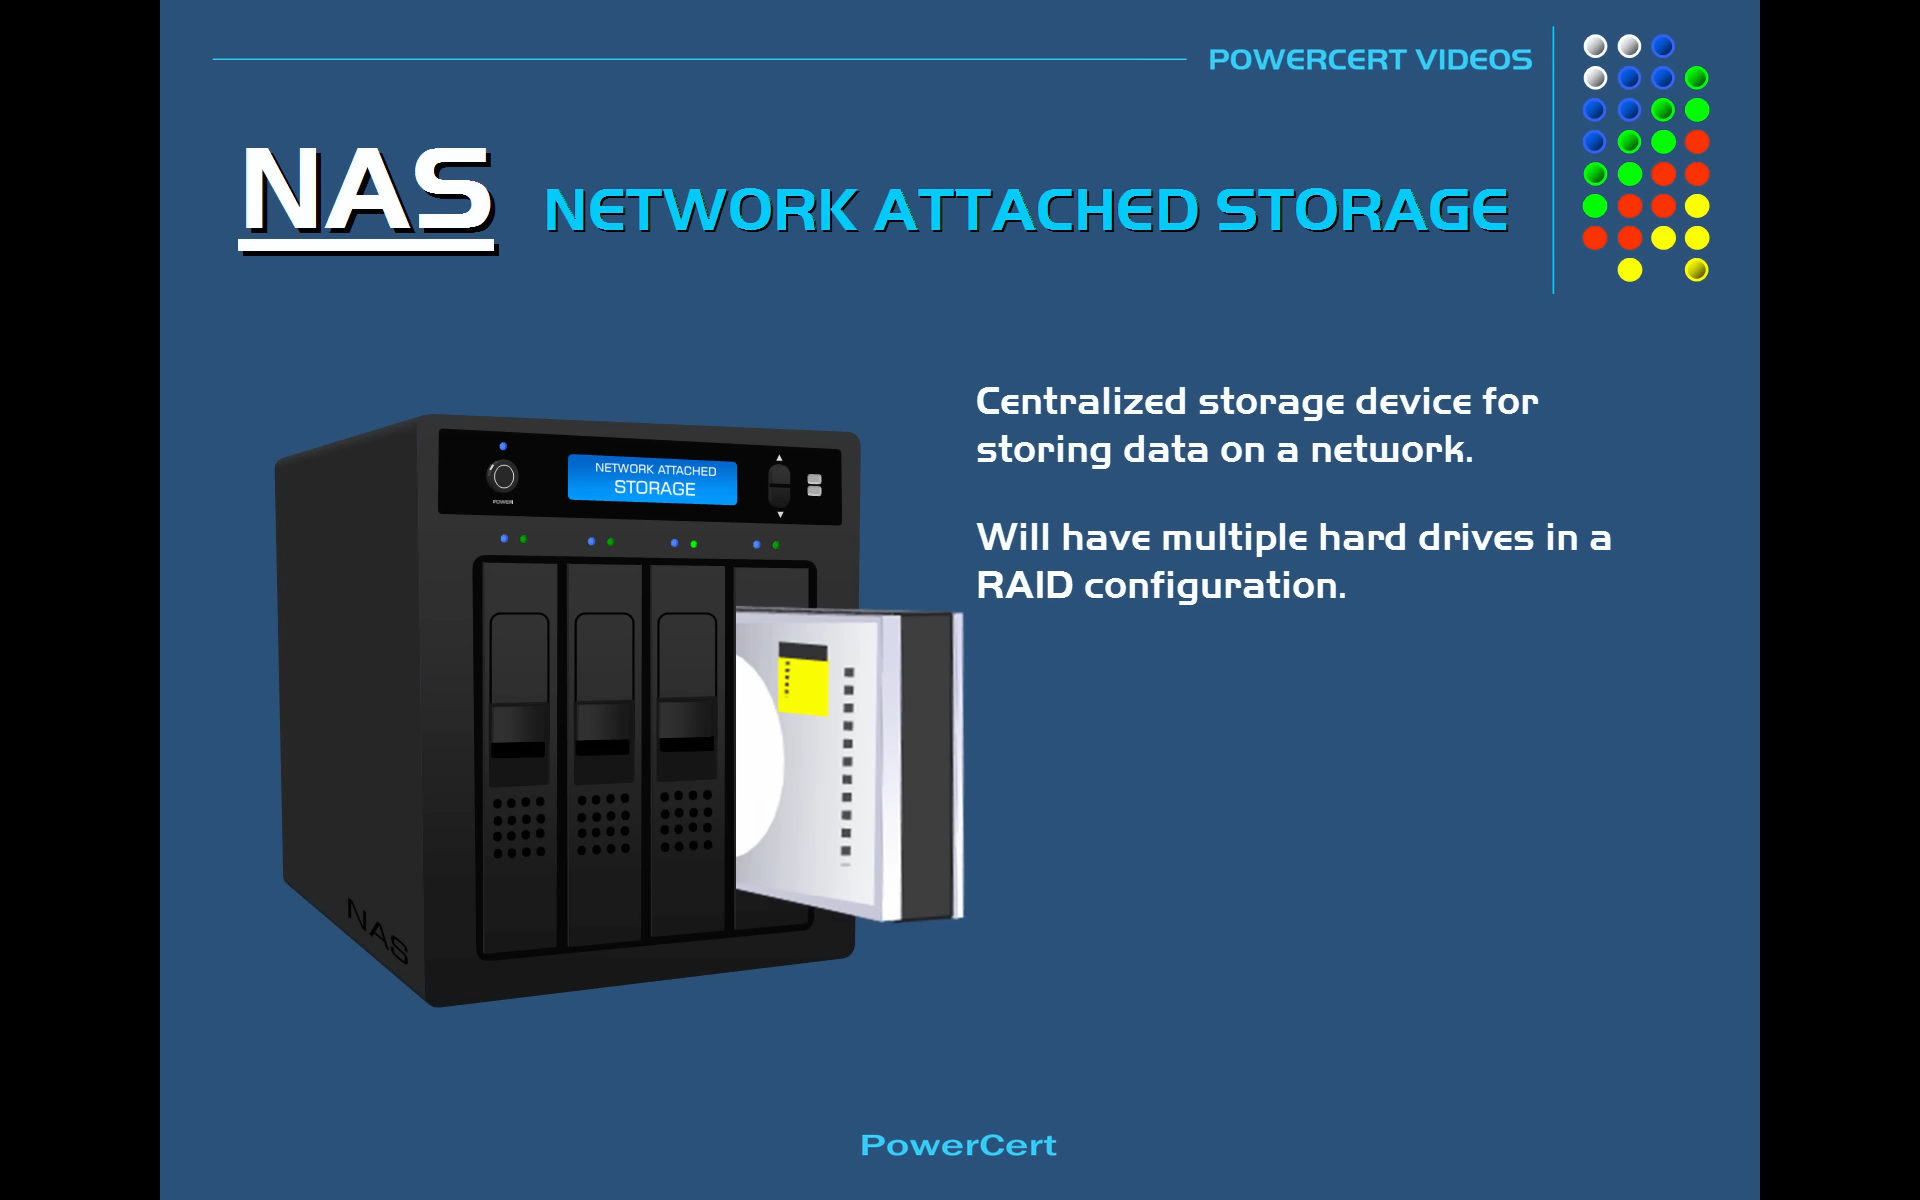 POWERCERT VIDEOS
NAS NETWORK ATTACHED STORAGE
Centralized storage device for
storing data on a network.
Will have multiple hard drives in a
RAID configuration.
NETWORK ATTACHED
STORAGE
POWER
NAS
PowerCert